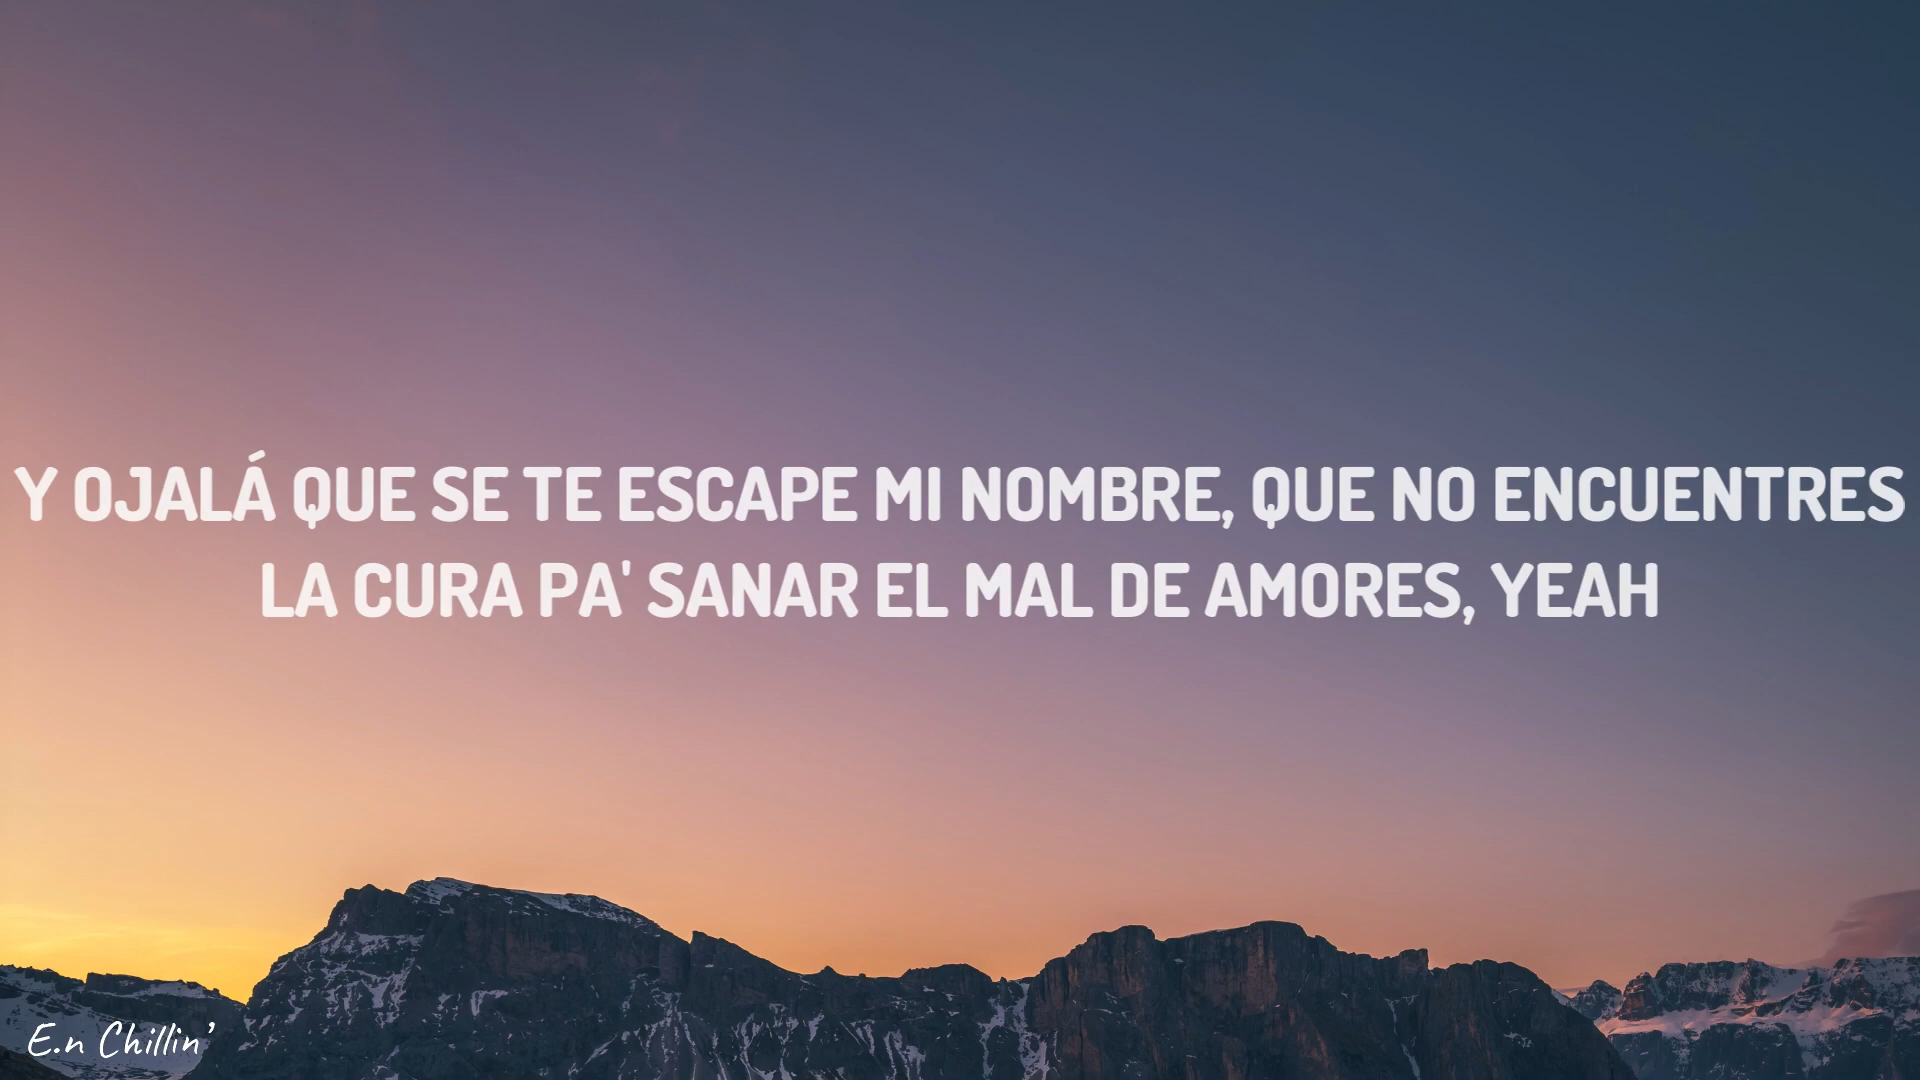 Y OJALÁ QUE SE TE ESCAPE MI NOMBRE, QUE NO ENCUENTRES
LA CURA PA' SANAR EL MAL DE AMORES, YEAH
E.n Chillin'